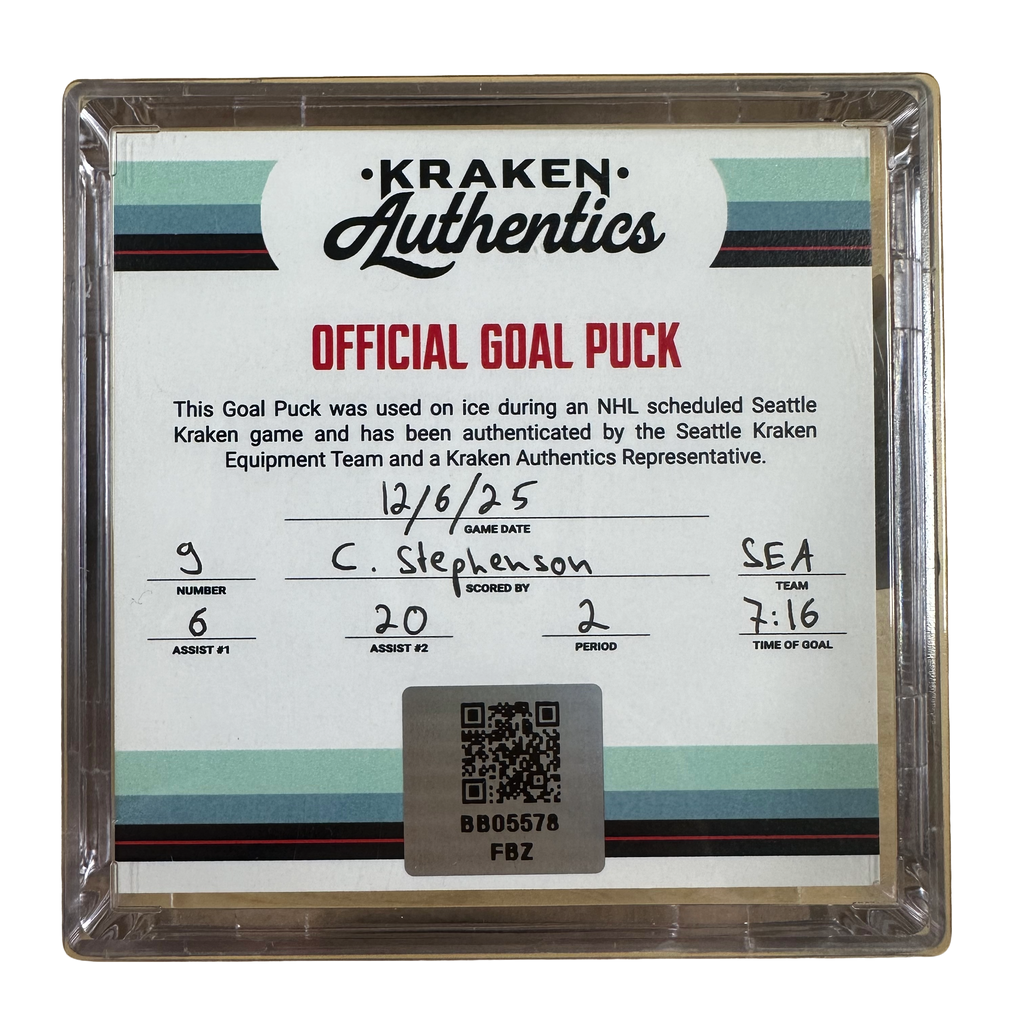 ·KRAKEN·
Authentics
OFFICIAL GOAL PUCK
This Goal Puck was used on ice during an NHL scheduled Seattle
Kraken game and has been authenticated by the Seattle Kraken
Equipment Team and a Kraken Authentics Representative.
12/6/25
GAME DATE
9 C. Stephenson SEA
NUMBER SCORED BY TEAM
6 20 2 7:16
ASSIST #1 ASSIST #2 PERIOD TIME OF GOAL
BB05578
FBZ